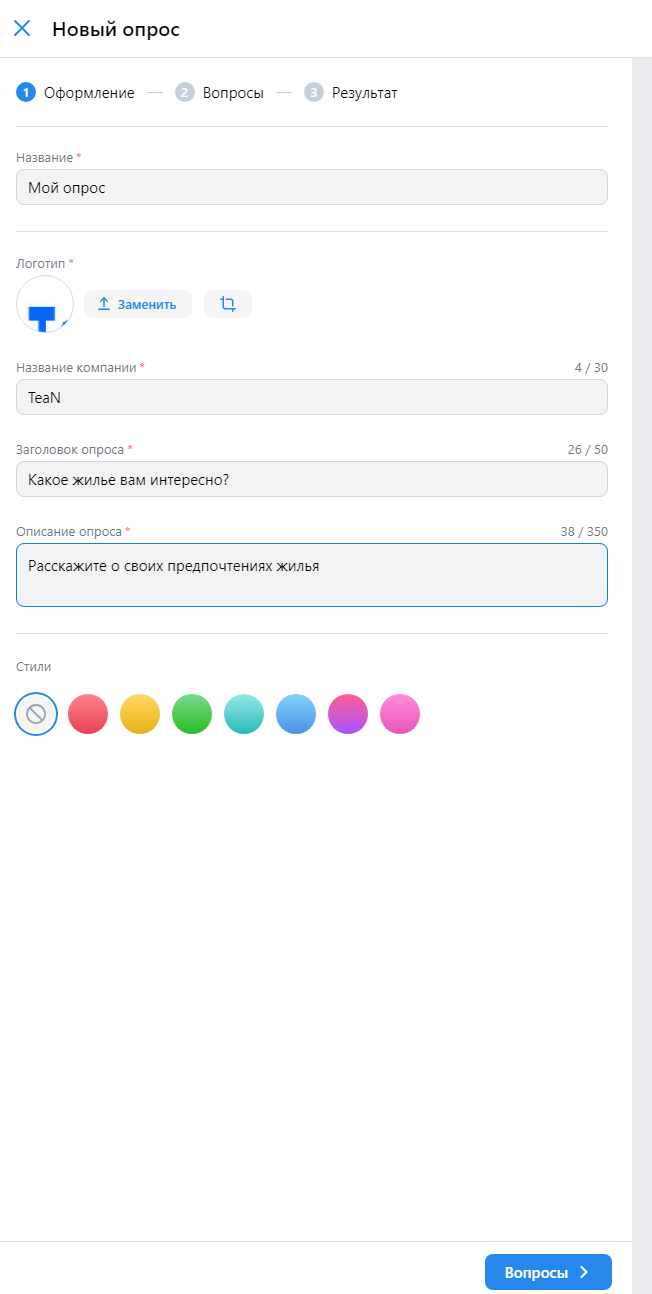 Новый опрос
1 Оформление — 2 Вопросы — 3 Результат
Название *
Мой опрос
Логотип *
Заменить
Название компании * 4 / 30
TeaN
Заголовок опроса * 26 / 50
Какое жилье вам интересно?
Описание опроса * 38 / 350
Расскажите о своих предпочтениях жилья
Стили
Вопросы